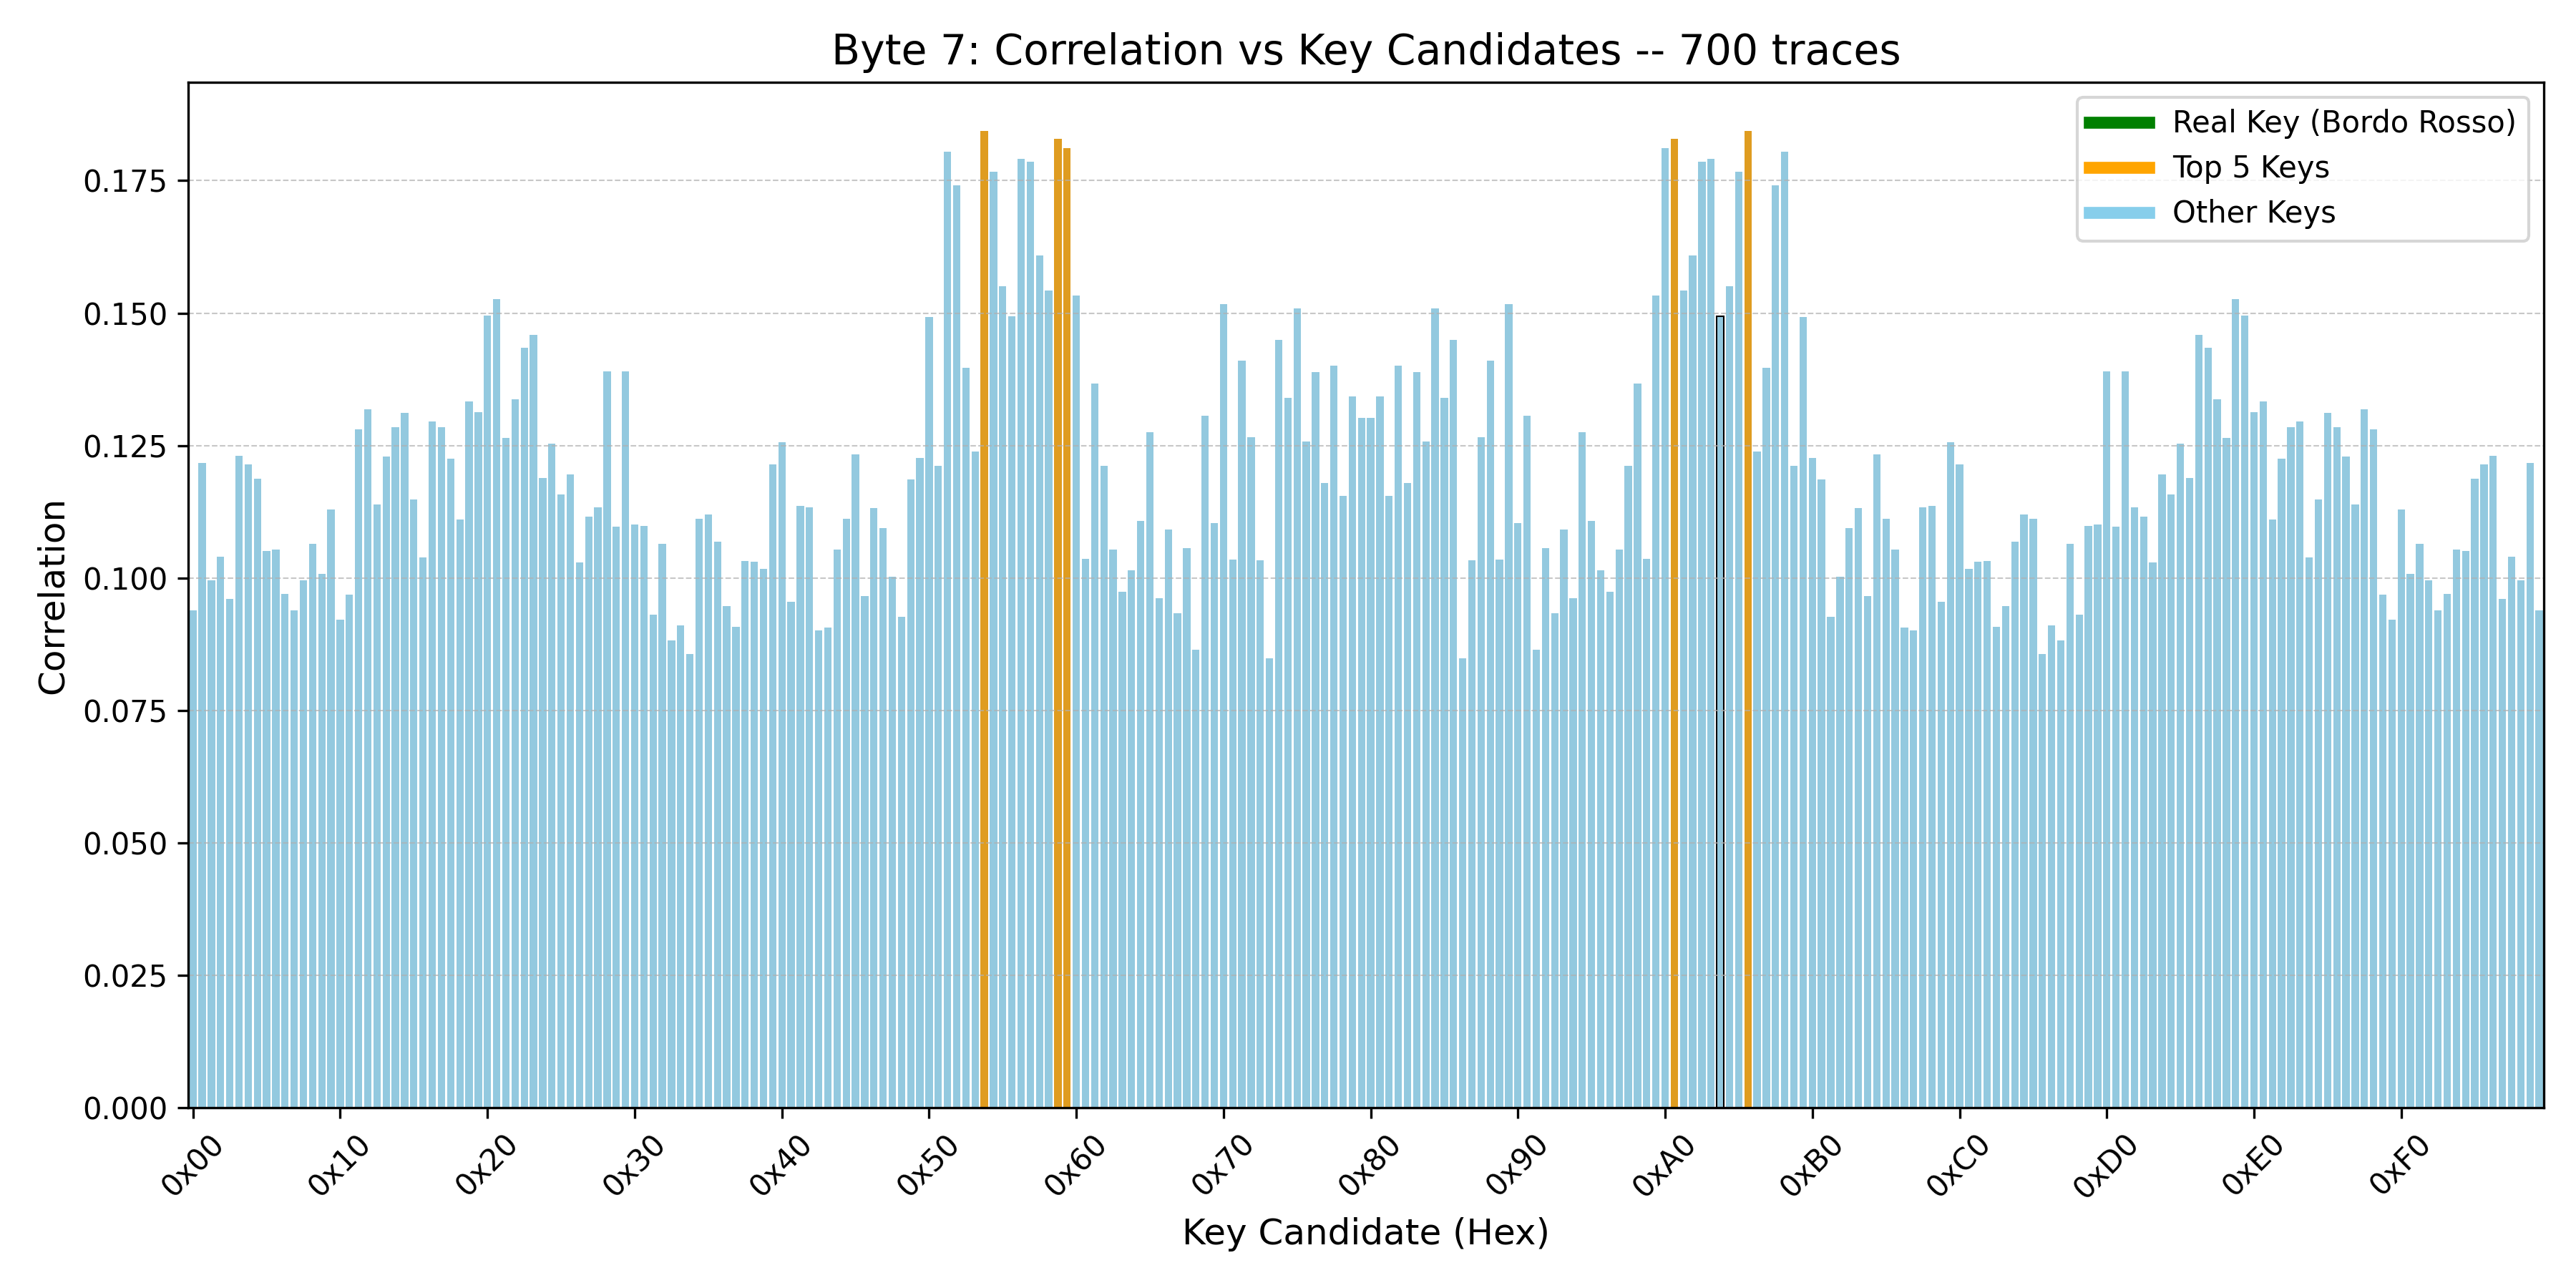 Byte 7: Correlation vs Key Candidates -- 700 traces
Real Key (Bordo Rosso)
Top 5 Keys
Other Keys
Correlation
0.175
0.150
0.125
0.100
0.075
0.050
0.025
0.000
0x00 0x10 0x20 0x30 0x40 0x50 0x60 0x70 0x80 0x90 0xA0 0xB0 0xC0 0xD0 0xE0 0xF0
Key Candidate (Hex)